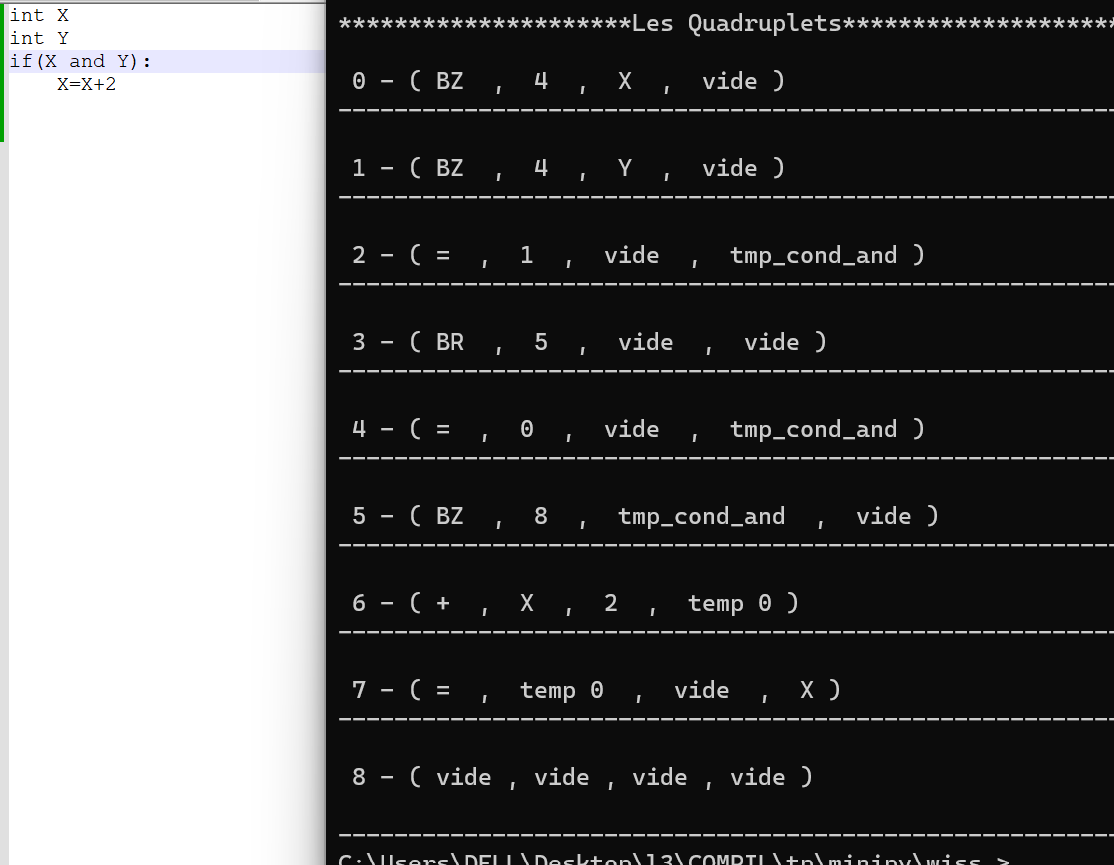 int X
int Y
if(X and Y):
    X=X+2
*********************Les Quadruplets********************
0 - ( BZ , 4 , X , vide )
--------------------------------------------------------
1 - ( BZ , 4 , Y , vide )
--------------------------------------------------------
2 - ( = , 1 , vide , tmp_cond_and )
--------------------------------------------------------
3 - ( BR , 5 , vide , vide )
--------------------------------------------------------
4 - ( = , 0 , vide , tmp_cond_and )
--------------------------------------------------------
5 - ( BZ , 8 , tmp_cond_and , vide )
--------------------------------------------------------
6 - ( + , X , 2 , temp 0 )
--------------------------------------------------------
7 - ( = , temp 0 , vide , X )
--------------------------------------------------------
8 - ( vide , vide , vide , vide )
--------------------------------------------------------
C:\Users\DELL\Desktop\l3\COMPIL\tp\minipy\wiss >